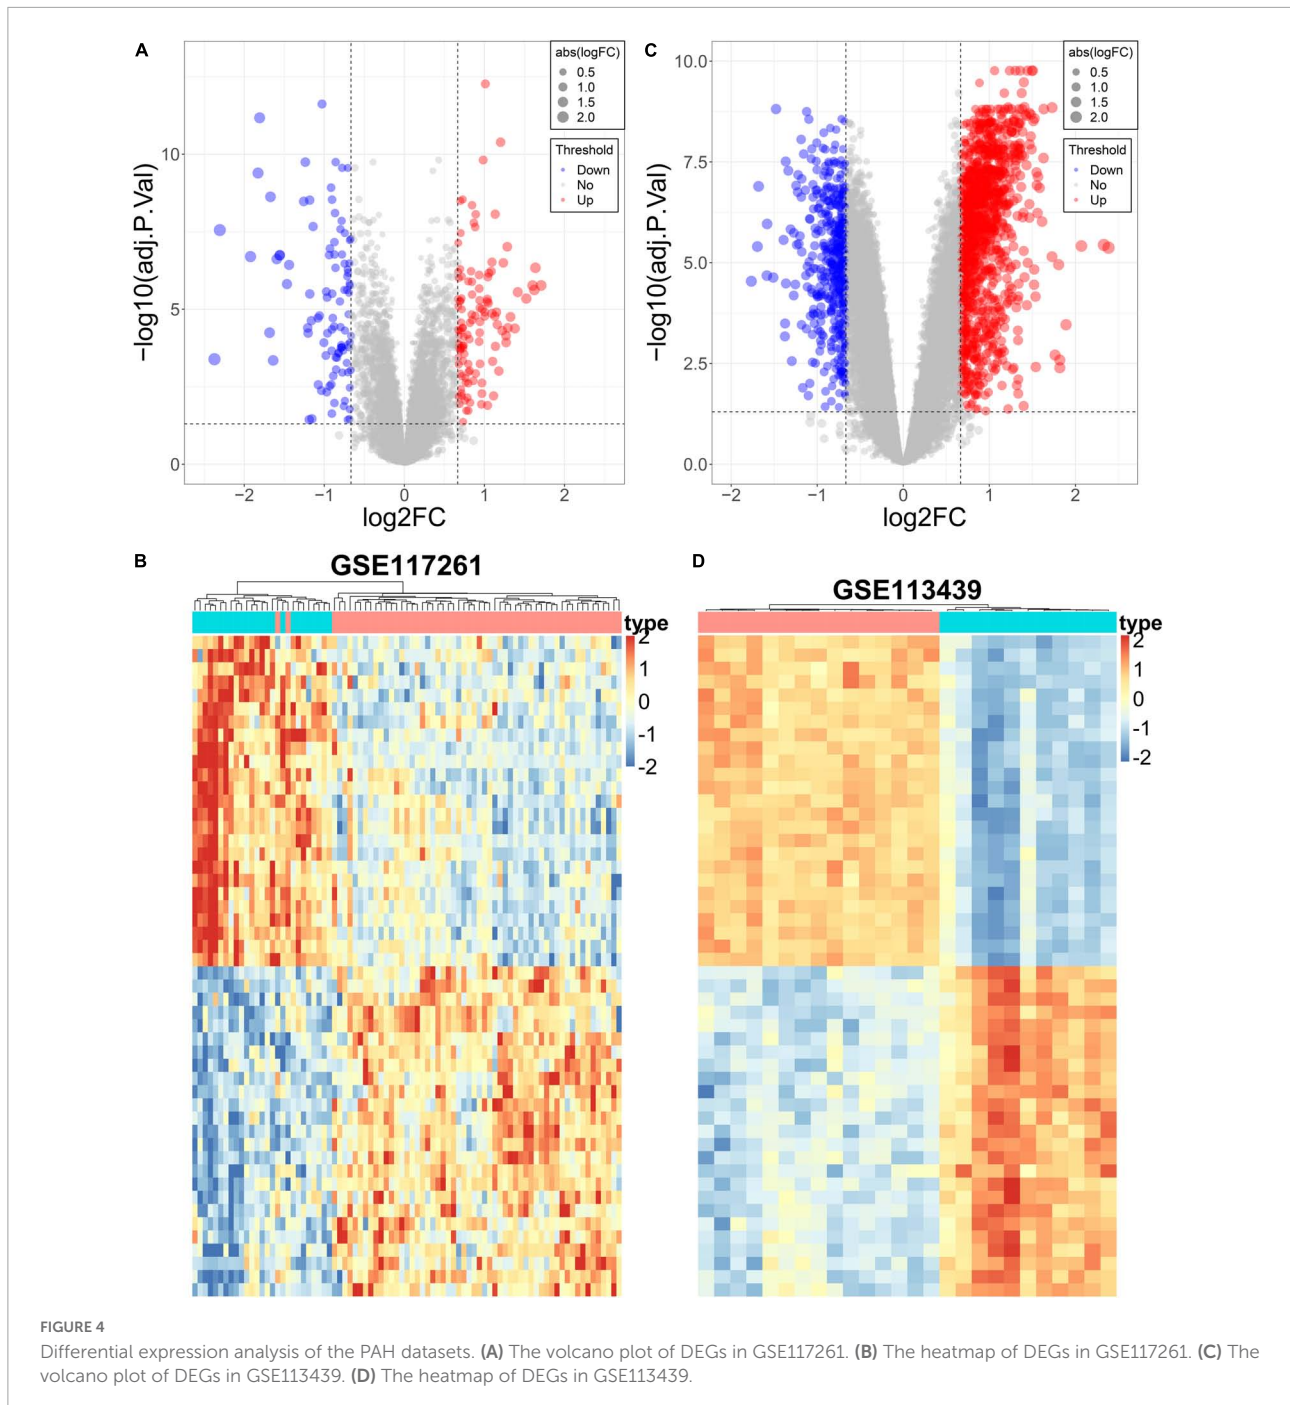 A
abs(logFC)
0.5
1.0
1.5
2.0
Threshold
Down
No
Up
10
5
0
−log10(adj.P.Val)
−2
−1
0
1
2
log2FC
C
abs(logFC)
0.5
1.0
1.5
2.0
Threshold
Down
No
Up
10.0
7.5
5.0
2.5
0.0
−log10(adj.P.Val)
−2
−1
0
1
2
log2FC
B
GSE117261
type
2
1
0
-1
-2
D
GSE113439
type
2
1
0
-1
-2
FIGURE 4
Differential expression analysis of the PAH datasets. (A) The volcano plot of DEGs in GSE117261. (B) The heatmap of DEGs in GSE117261. (C) The
volcano plot of DEGs in GSE113439. (D) The heatmap of DEGs in GSE113439.